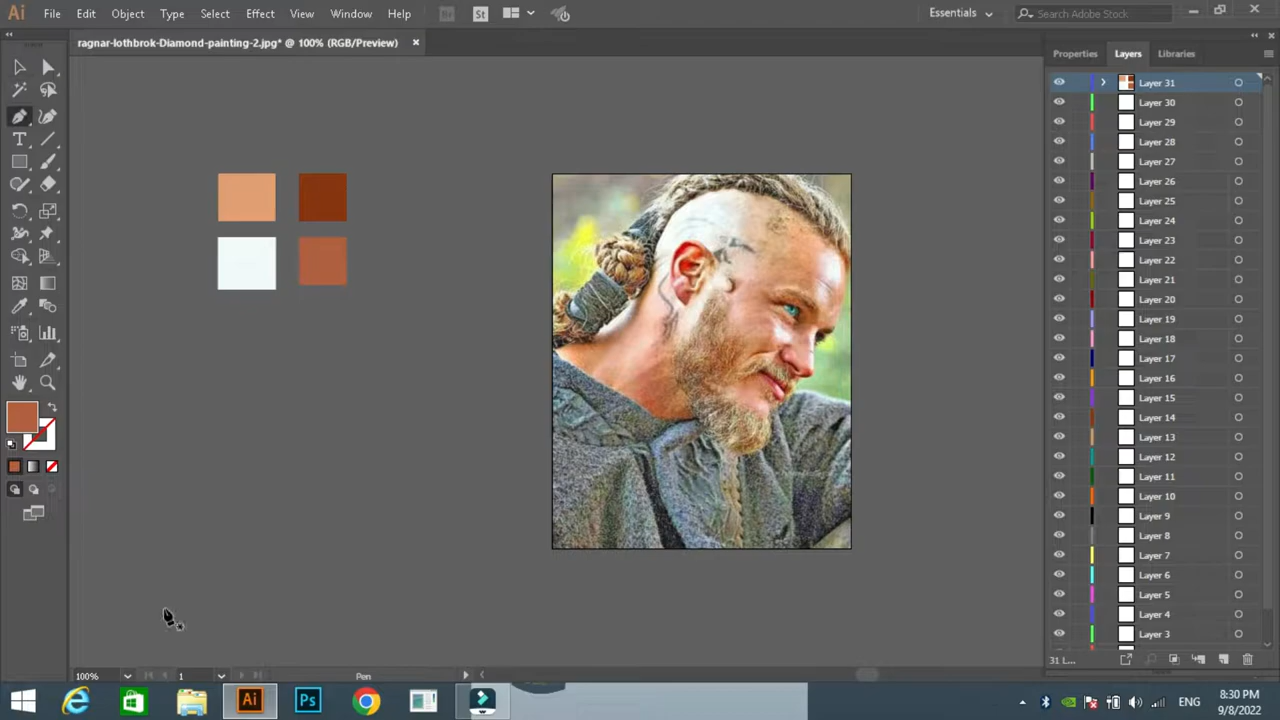 Ai File Edit Object Type Select Effect View Window Help Br St Essentials Search Adobe Stock
ragnar-lothbrok-Diamond-painting-2.jpg* @ 100% (RGB/Preview)
Properties Layers Libraries
Layer 31
Layer 30
Layer 29
Layer 28
Layer 27
Layer 26
Layer 25
Layer 24
Layer 23
Layer 22
Layer 21
Layer 20
Layer 19
Layer 18
Layer 17
Layer 16
Layer 15
Layer 14
Layer 13
Layer 12
Layer 11
Layer 10
Layer 9
Layer 8
Layer 7
Layer 6
Layer 5
Layer 4
Layer 3
31 L...
100% 1 Pen
Ai Ps ENG
8:30 PM
9/8/2022